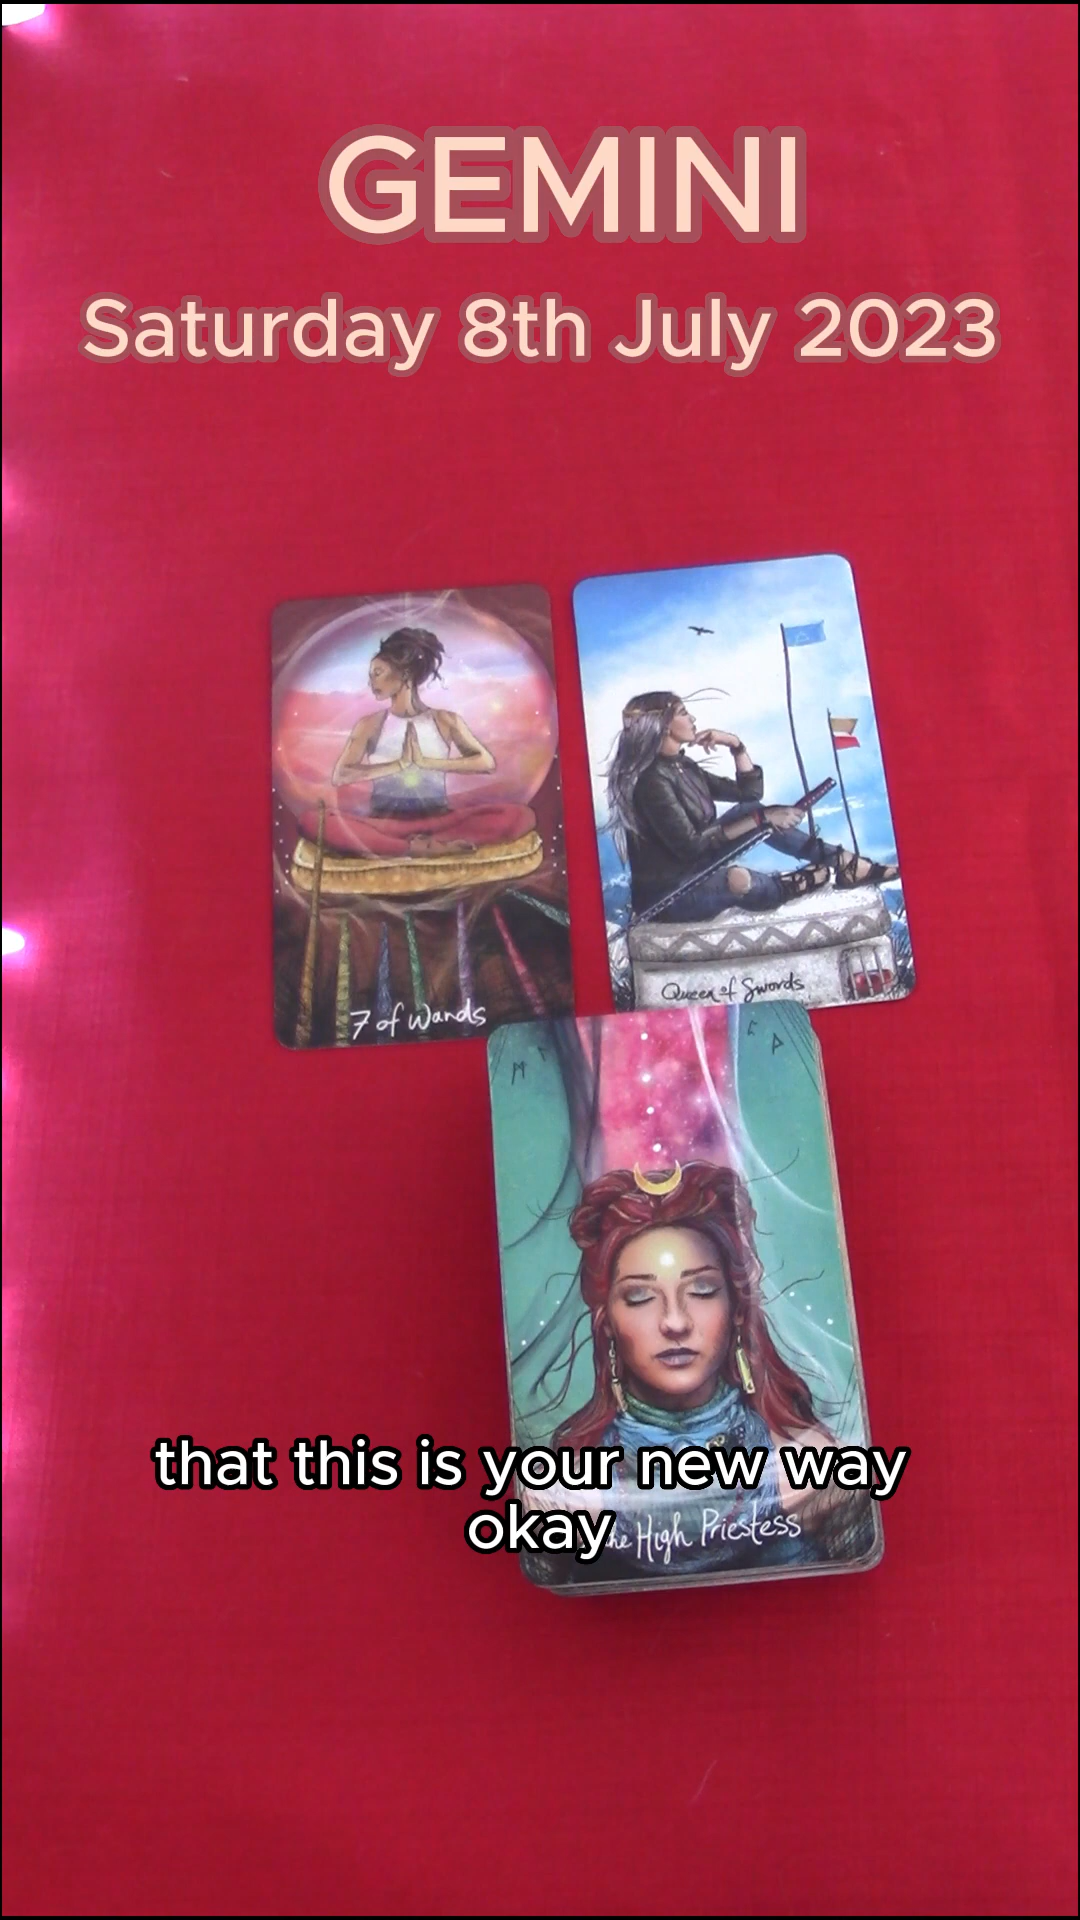 GEMINI
Saturday 8th July 2023
7 of Wands
Queen of Swords
that this is your new way
okay
The High Priestess